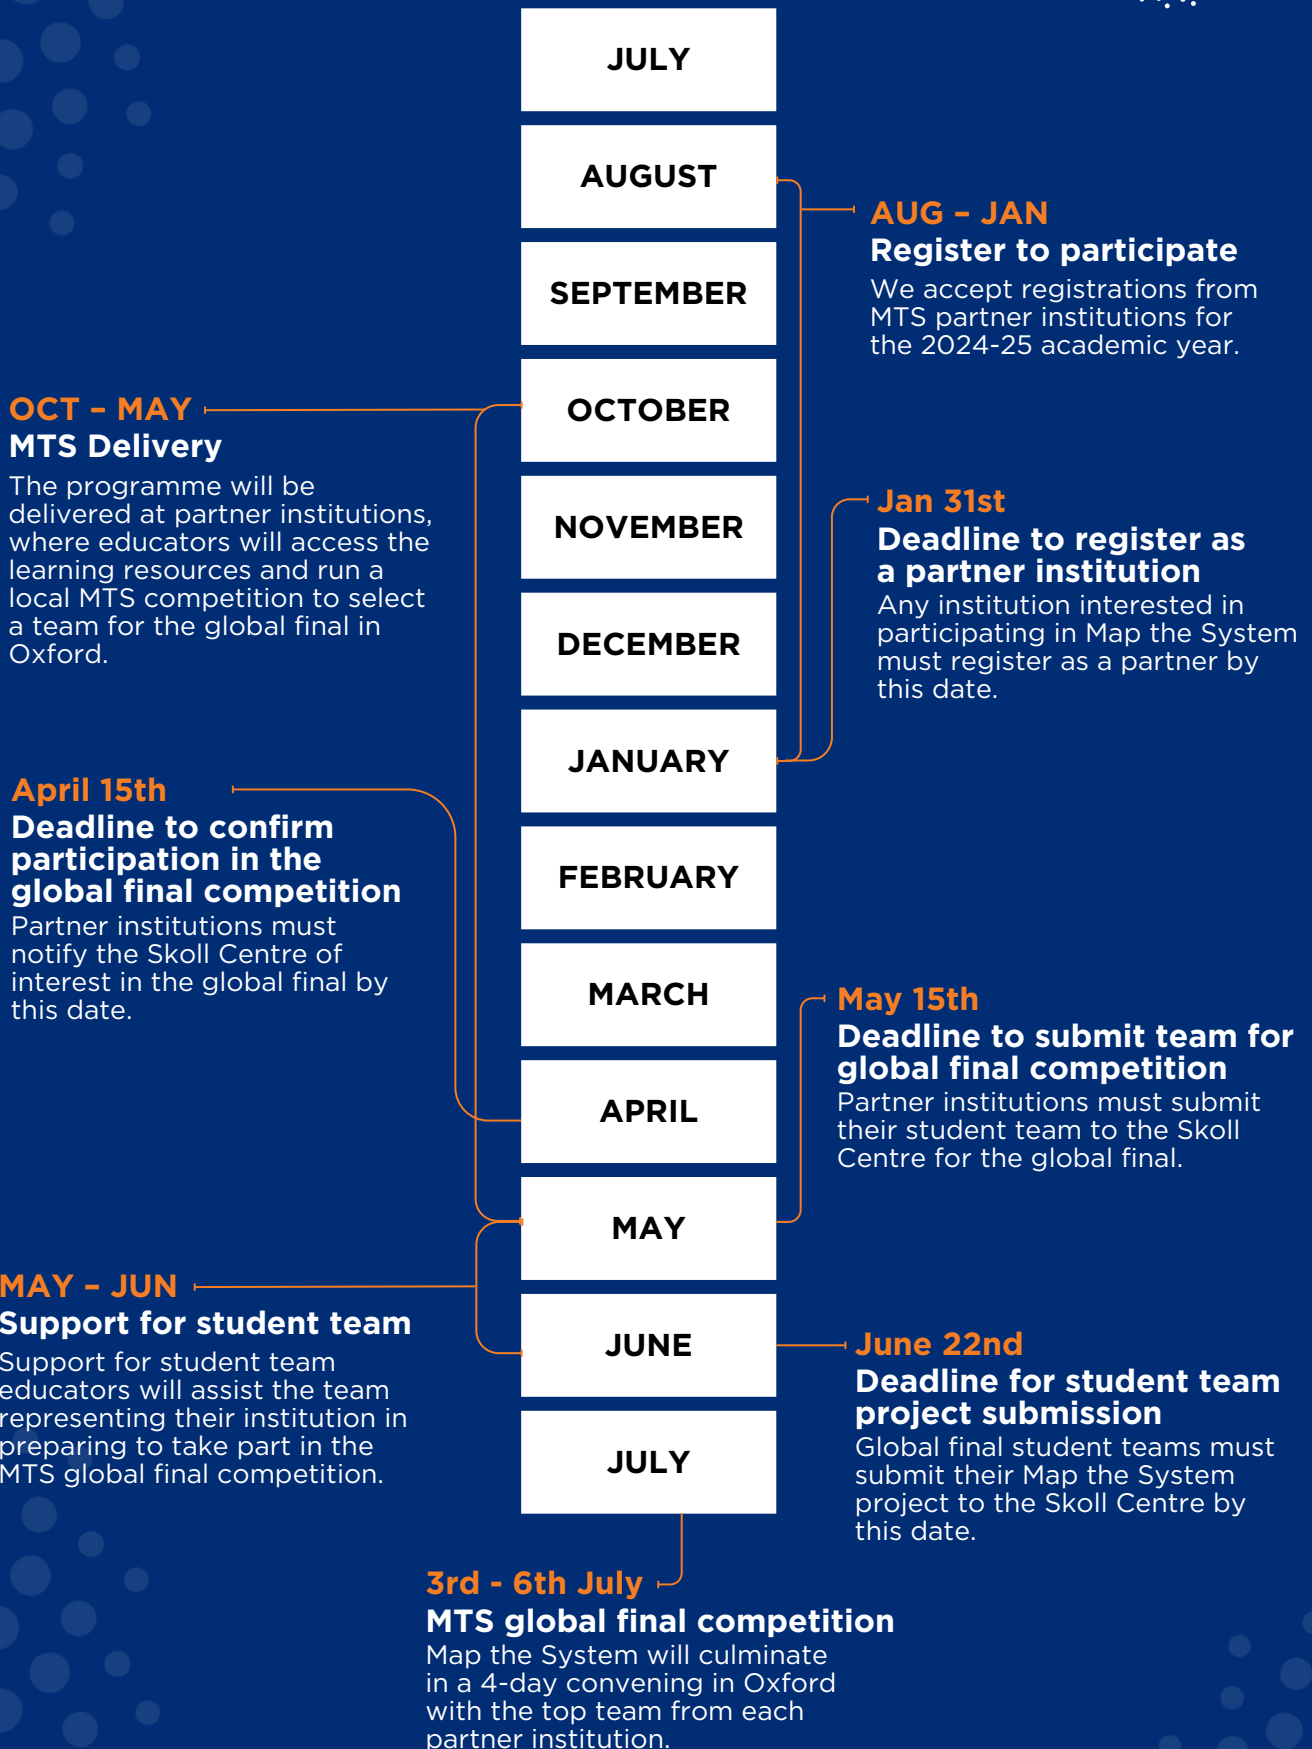 JULY
AUGUST
SEPTEMBER
OCTOBER
NOVEMBER
DECEMBER
JANUARY
FEBRUARY
MARCH
APRIL
MAY
JUNE
JULY
AUG – JAN
Register to participate
We accept registrations from
MTS partner institutions for
the 2024-25 academic year.
OCT – MAY
MTS Delivery
The programme will be
delivered at partner institutions,
where educators will access the
learning resources and run a
local MTS competition to select
a team for the global final in
Oxford.
Jan 31st
Deadline to register as
a partner institution
Any institution interested in
participating in Map the System
must register as a partner by
this date.
April 15th
Deadline to confirm
participation in the
global final competition
Partner institutions must
notify the Skoll Centre of
interest in the global final by
this date.
May 15th
Deadline to submit team for
global final competition
Partner institutions must submit
their student team to the Skoll
Centre for the global final.
MAY – JUN
Support for student team
Support for student team
educators will assist the team
representing their institution in
preparing to take part in the
MTS global final competition.
June 22nd
Deadline for student team
project submission
Global final student teams must
submit their Map the System
project to the Skoll Centre by
this date.
3rd - 6th July
MTS global final competition
Map the System will culminate
in a 4-day convening in Oxford
with the top team from each
partner institution.